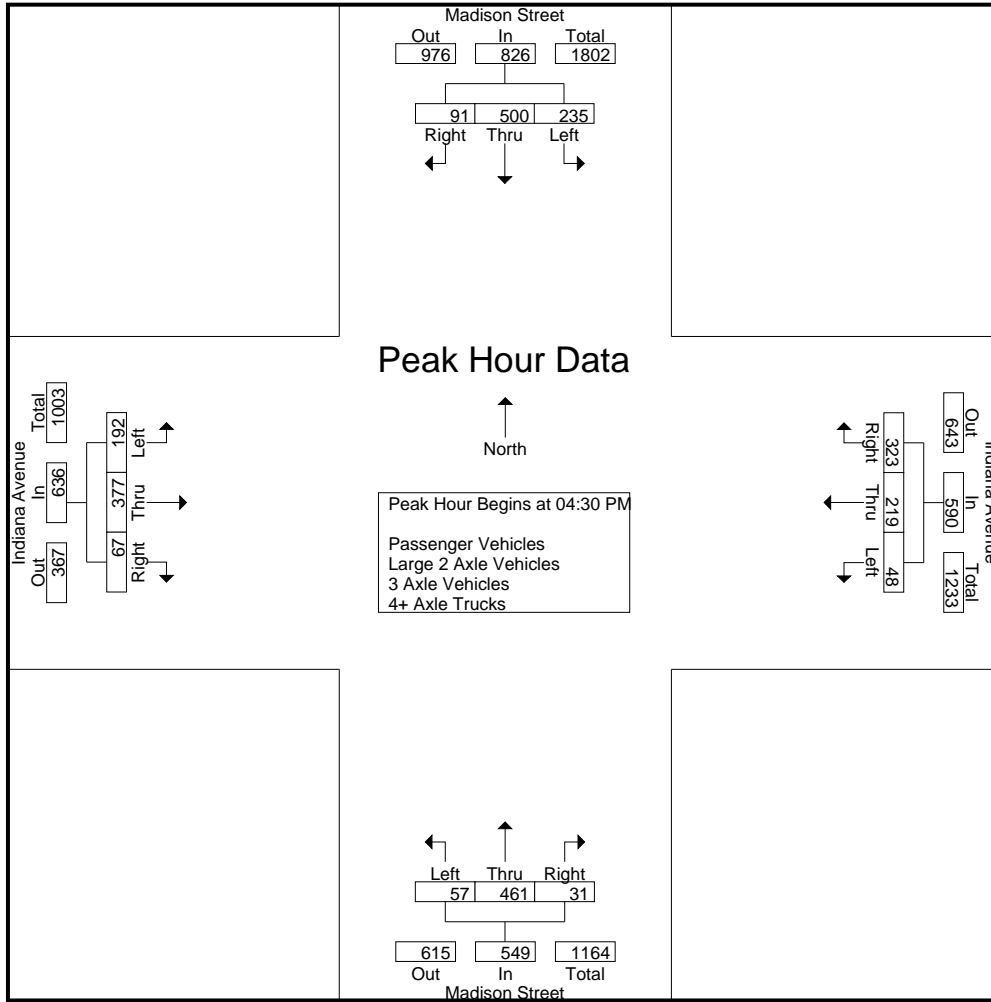 Madison Street
Out In Total
976 826 1802
91 500 235
Right Thru Left
Peak Hour Data
North
Peak Hour Begins at 04:30 PM
Passenger Vehicles
Large 2 Axle Vehicles
3 Axle Vehicles
4+ Axle Trucks
Indiana Avenue
Out In Total
367 636 1003
67 377 192
Right Thru Left
Indiana Avenue
Out In Total
643 590 1233
323 219 48
Right Thru Left
Left Thru Right
57 461 31
615 549 1164
Out In Total
Madison Street